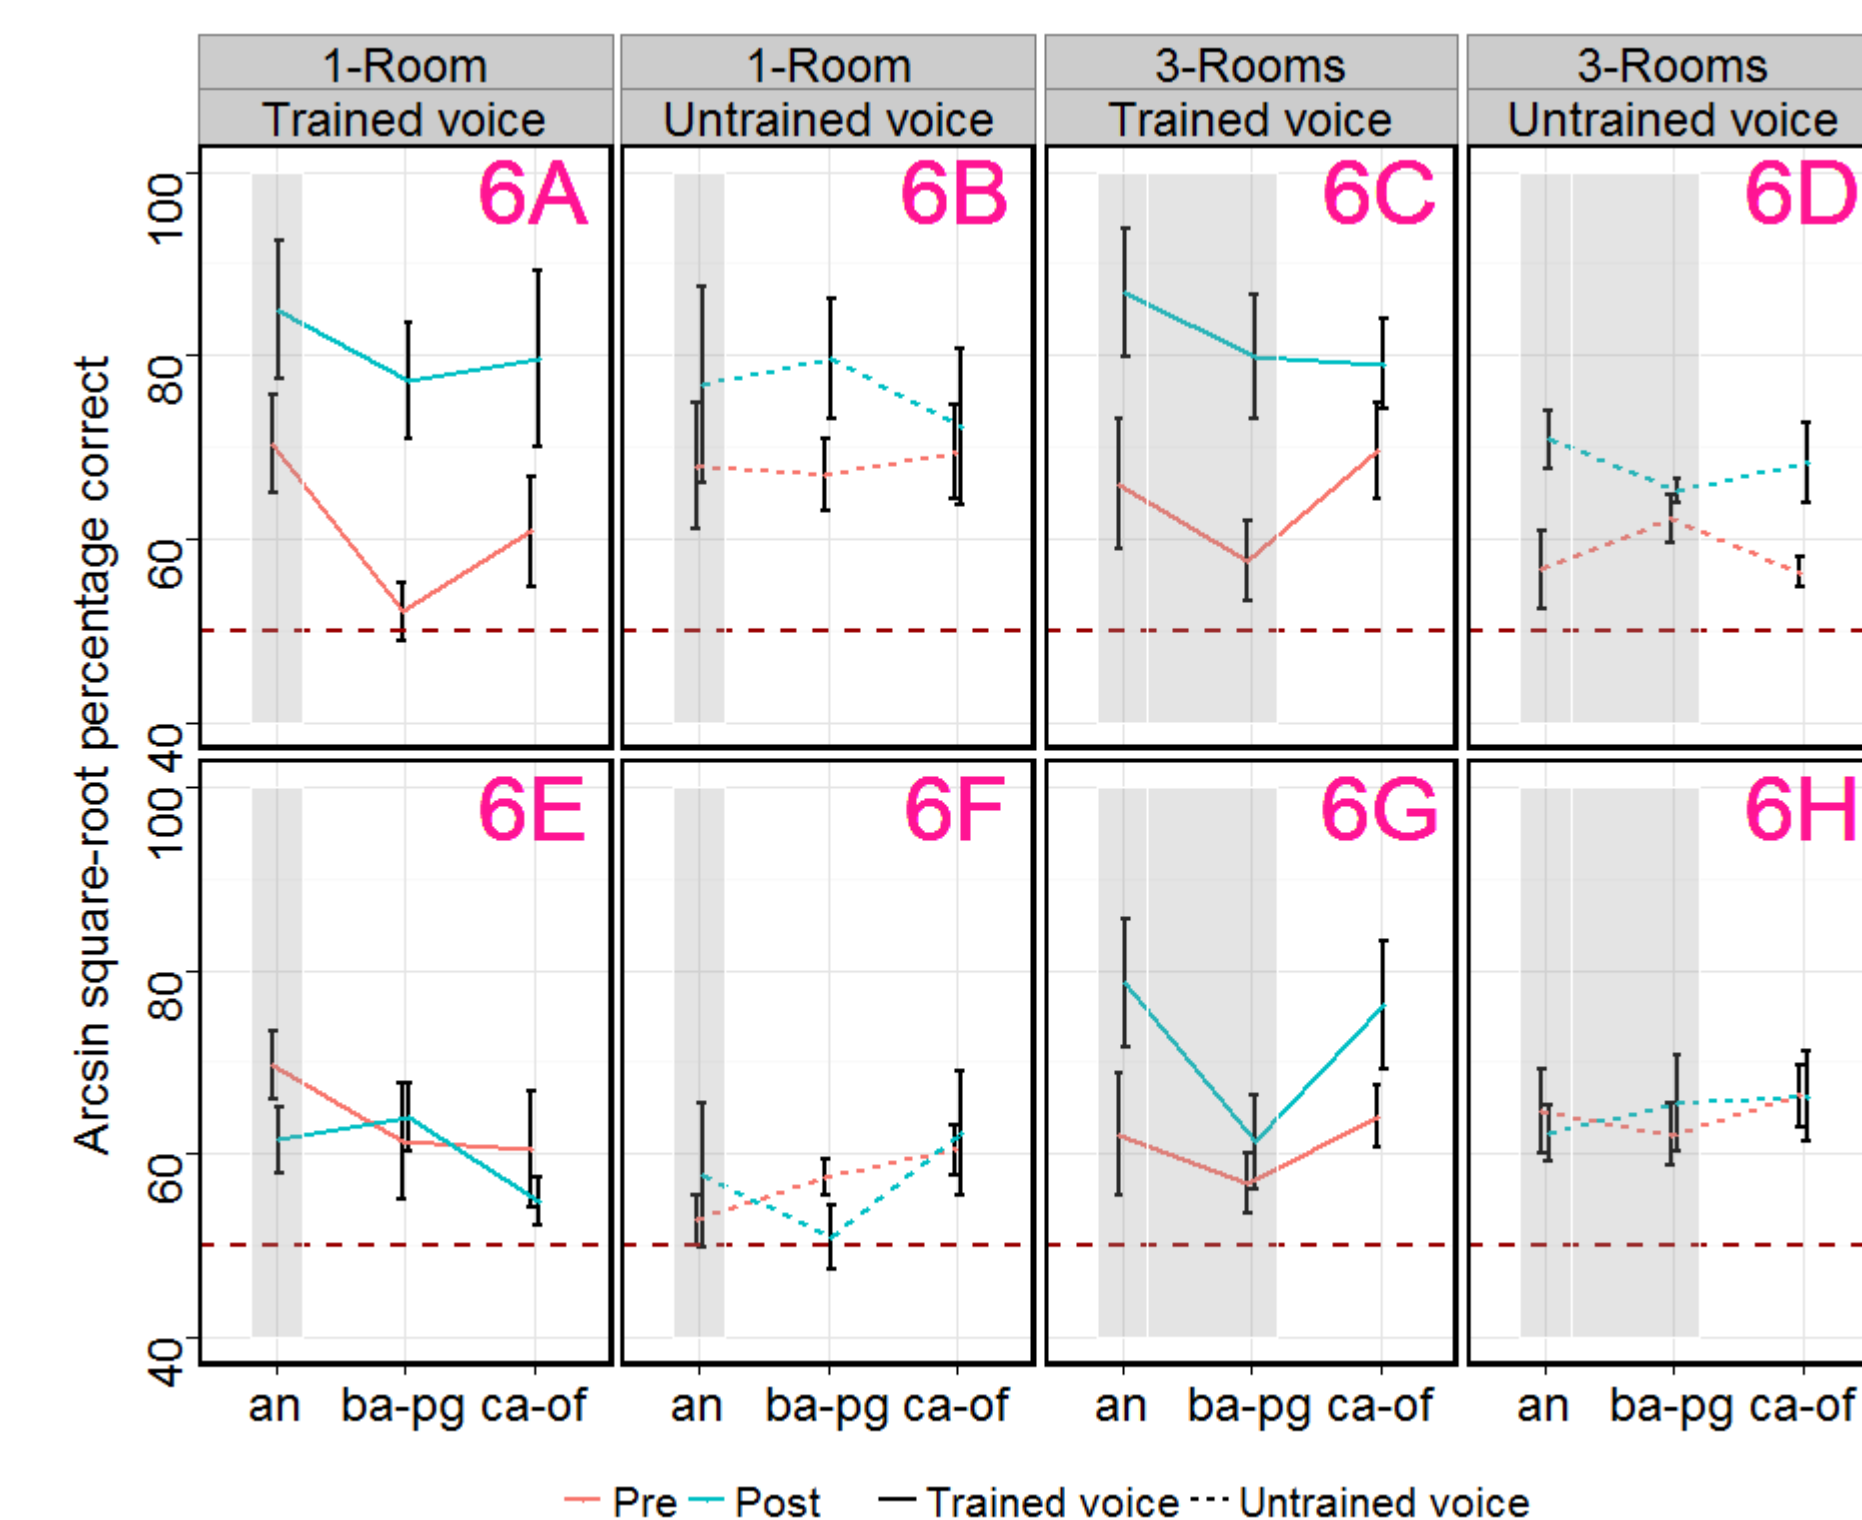 1-Room 1-Room 3-Rooms 3-Rooms
Trained voice Untrained voice Trained voice Untrained voice
Arcsin square-root percentage correct
100
80
60
40
6A 6B 6C 6D
100
80
60
40
6E 6F 6G 6H
an ba-pg ca-of an ba-pg ca-of an ba-pg ca-of an ba-pg ca-of
Pre Post Trained voice Untrained voice